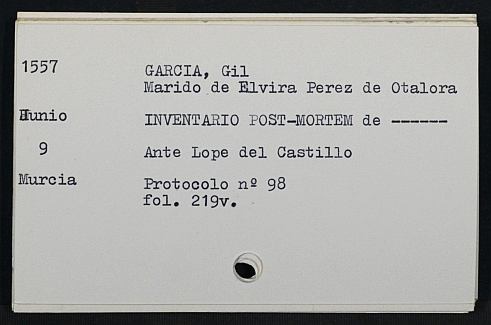 1557 GARCIA, Gil
Marido de Elvira Perez de Otalora
Junio INVENTARIO POST-MORTEM de ------
9 Ante Lope del Castillo
Murcia Protocolo nº 98
fol. 219v.